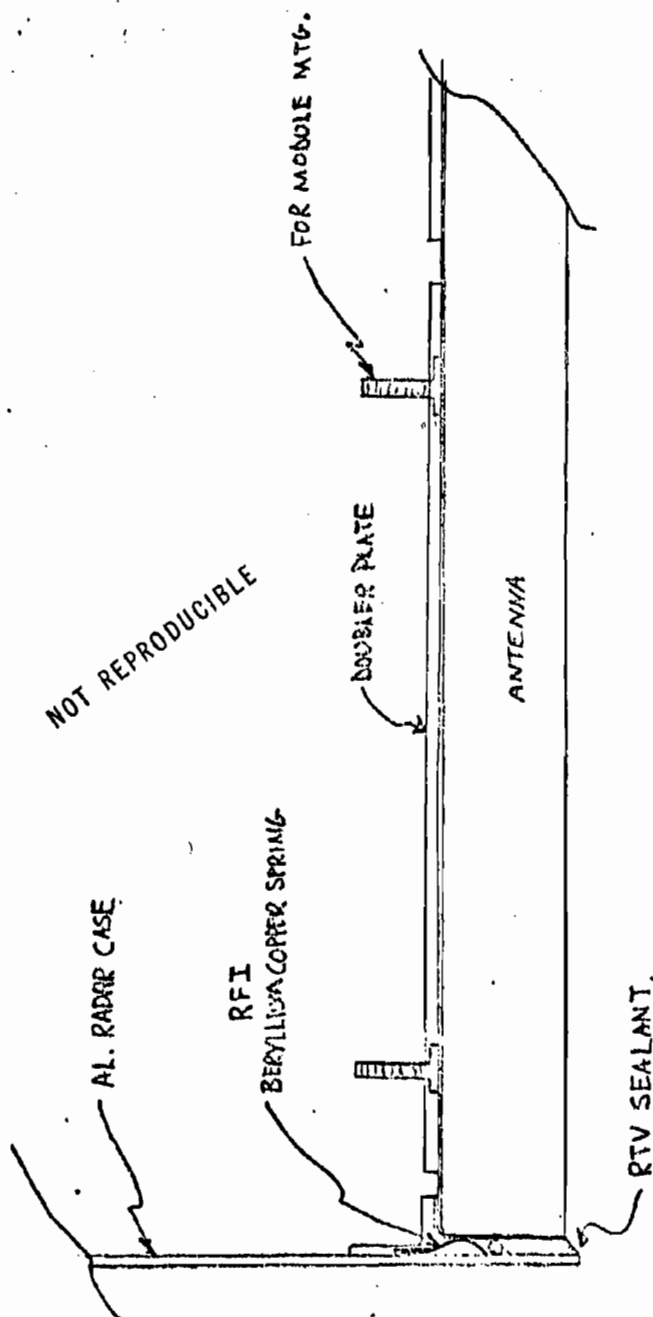 FOR MODULE MTG.
NOT REPRODUCIBLE
DOUBLER PLATE
ANTENNA
AL. RADAR CASE
RFI
BERYLLIUM COPPER SPRING
RTV SEALANT.